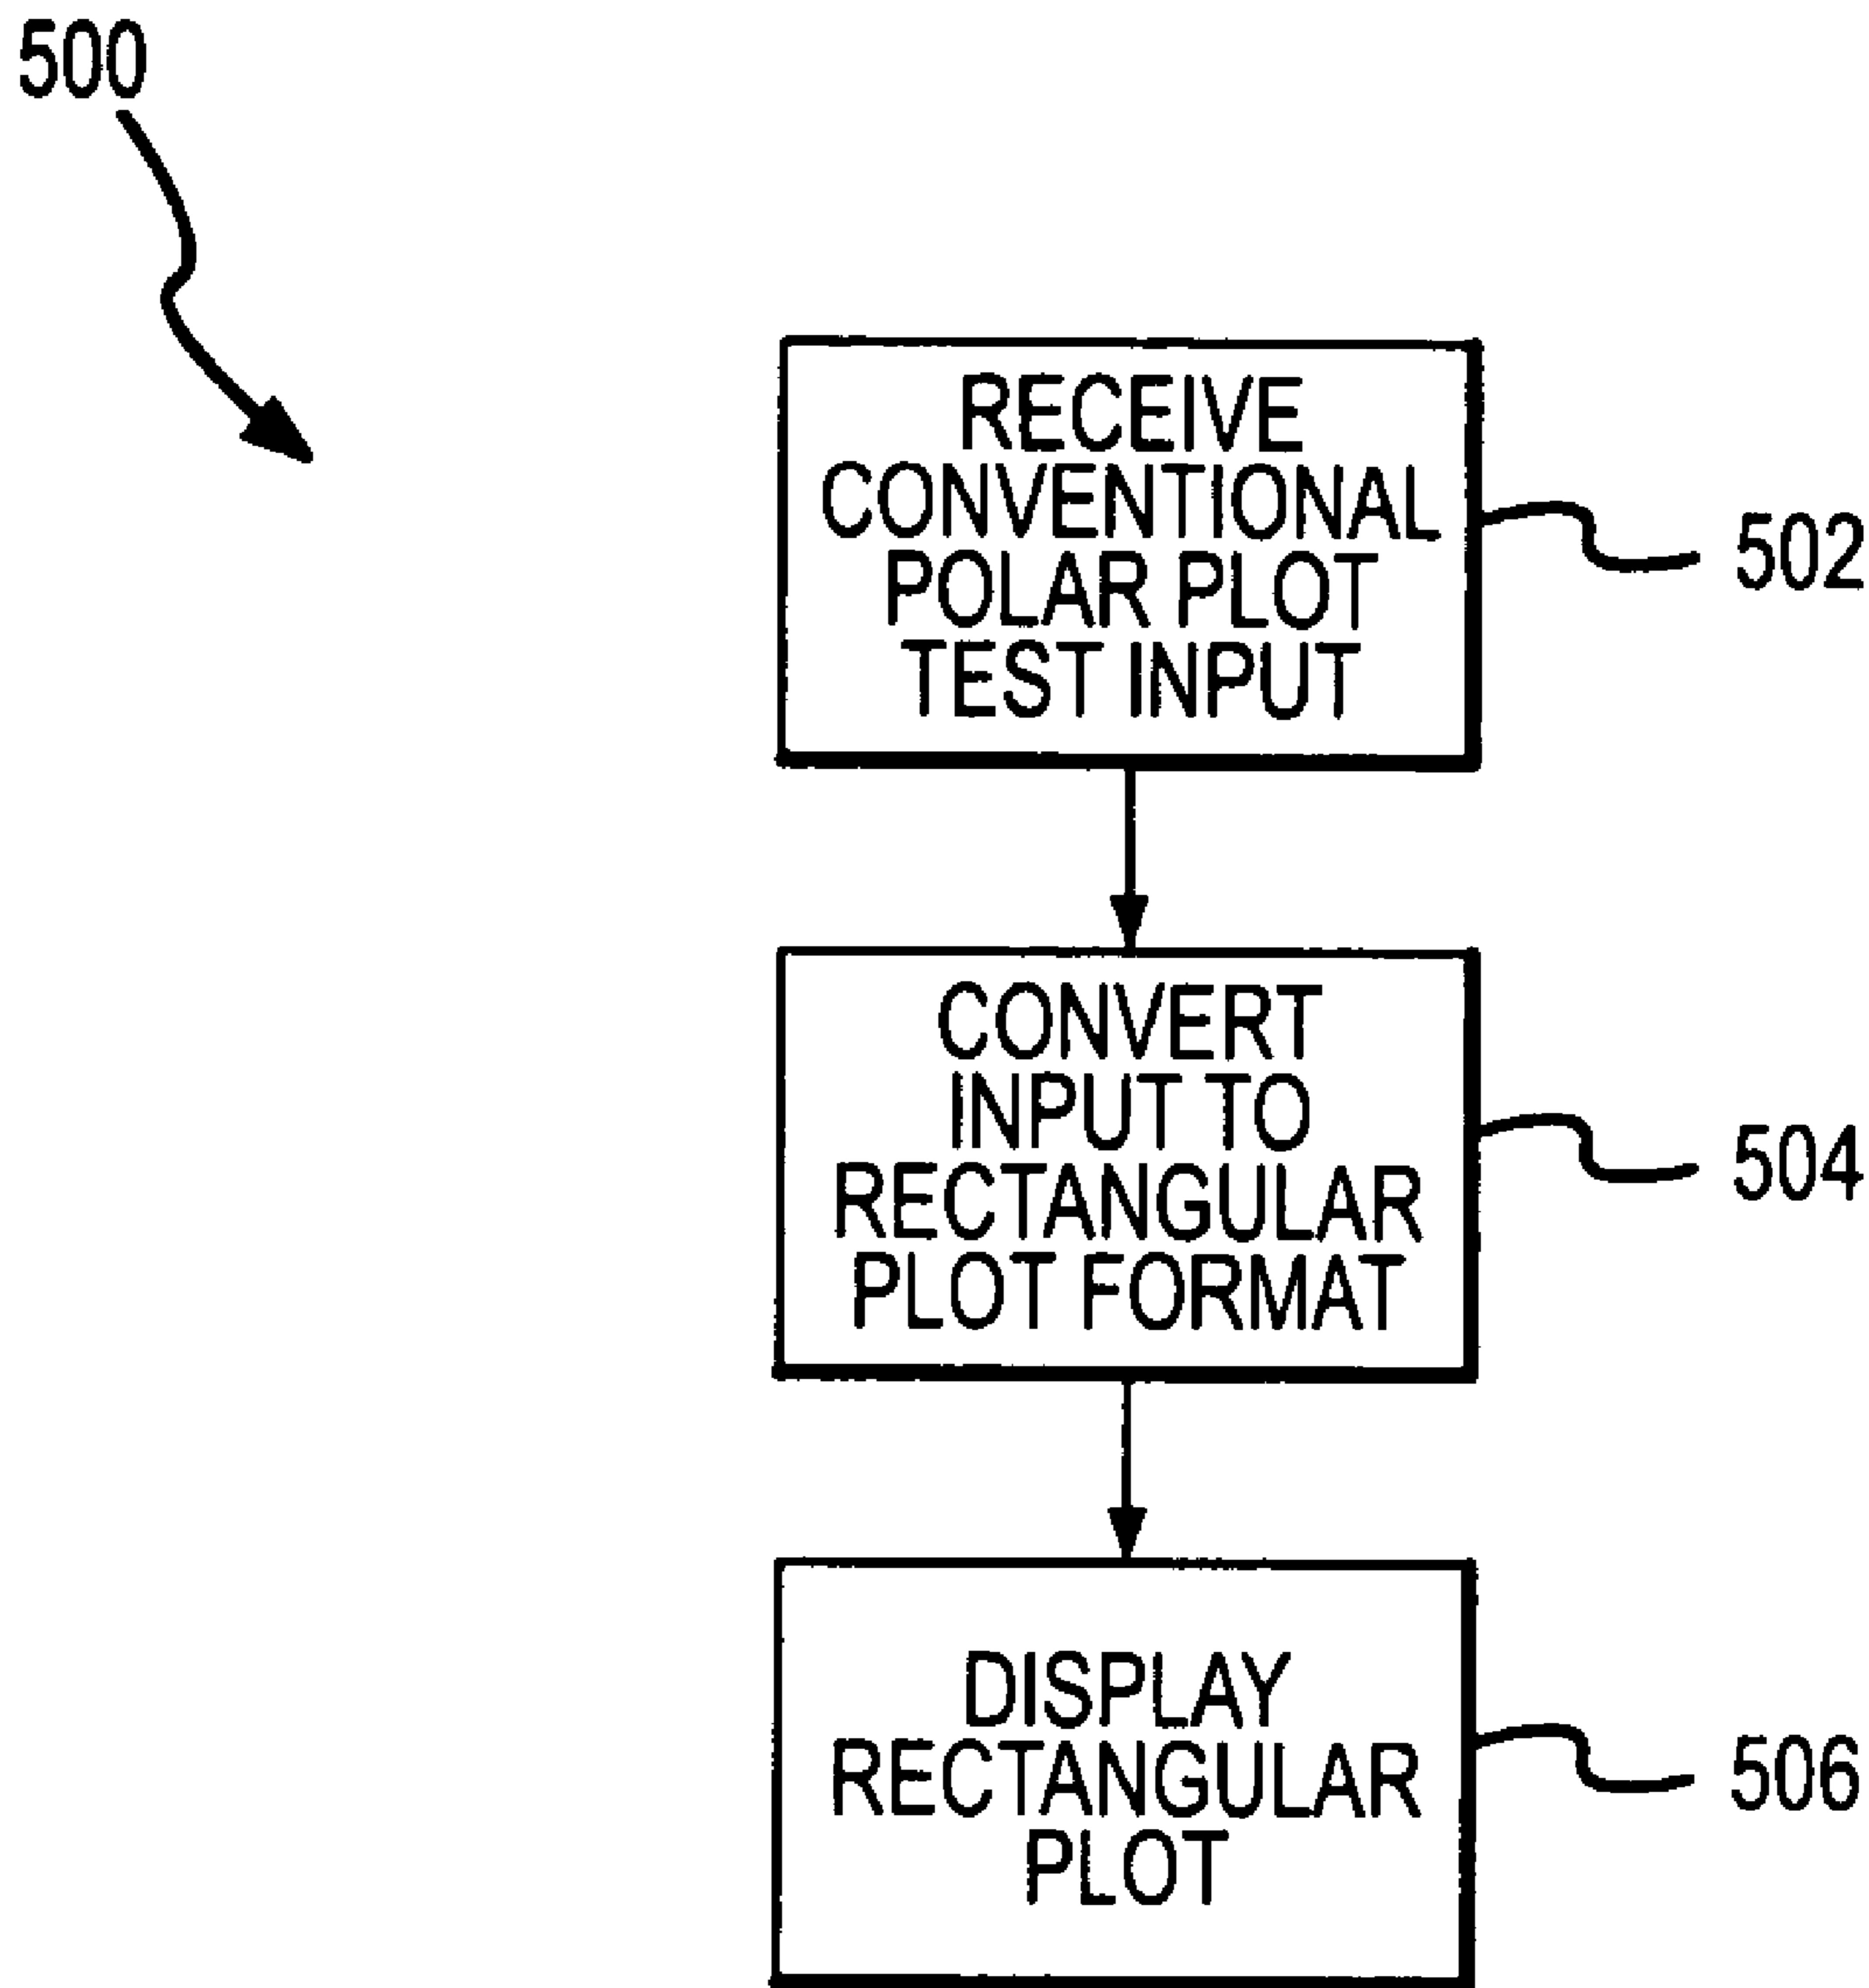 500
RECEIVE
CONVENTIONAL
POLAR PLOT
TEST INPUT
502
CONVERT
INPUT TO
RECTANGULAR
PLOT FORMAT
504
DISPLAY
RECTANGULAR
PLOT
506